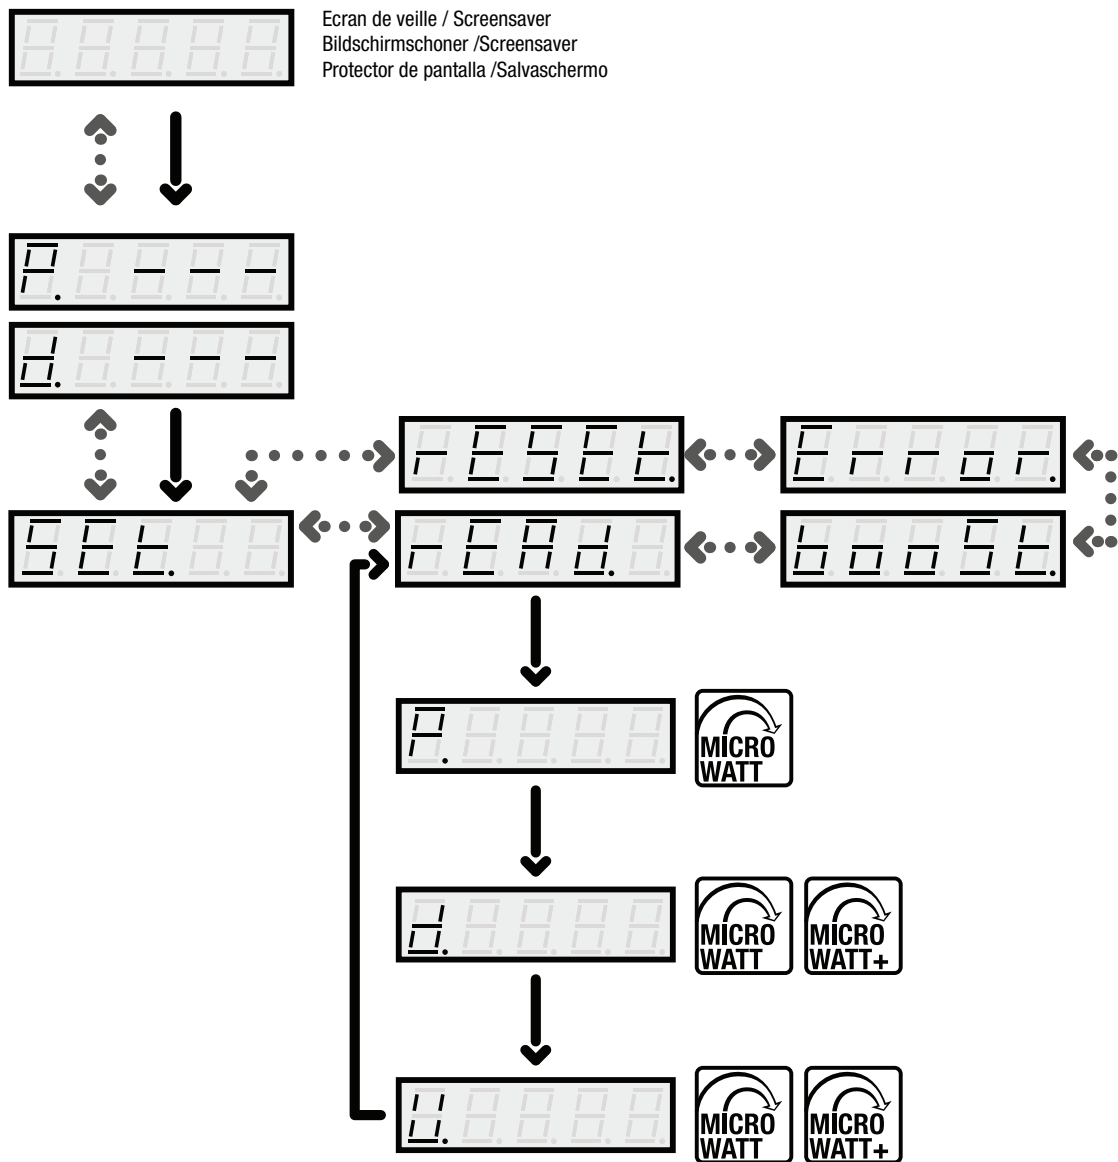 Ecran de veille / Screensaver
Bildschirmschoner /Screensaver
Protector de pantalla /Salvaschermo
P. ---
d. ---
rESEt.
Error.
SEt.
rEAd.
booSt.
P.
MICRO
WATT
d.
MICRO
WATT
MICRO
WATT+
U.
MICRO
WATT
MICRO
WATT+